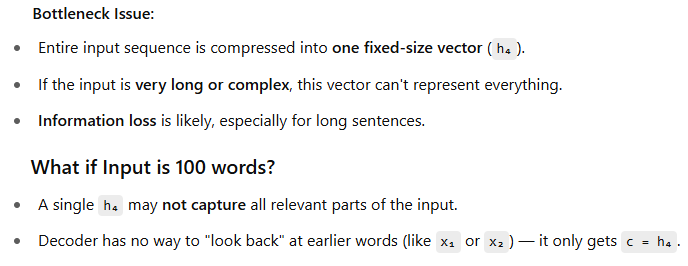 Bottleneck Issue:
• Entire input sequence is compressed into one fixed-size vector ( h₄ ).
• If the input is very long or complex, this vector can't represent everything.
• Information loss is likely, especially for long sentences.
What if Input is 100 words?
• A single h₄ may not capture all relevant parts of the input.
• Decoder has no way to "look back" at earlier words (like x₁ or x₂ ) — it only gets c = h₄ .